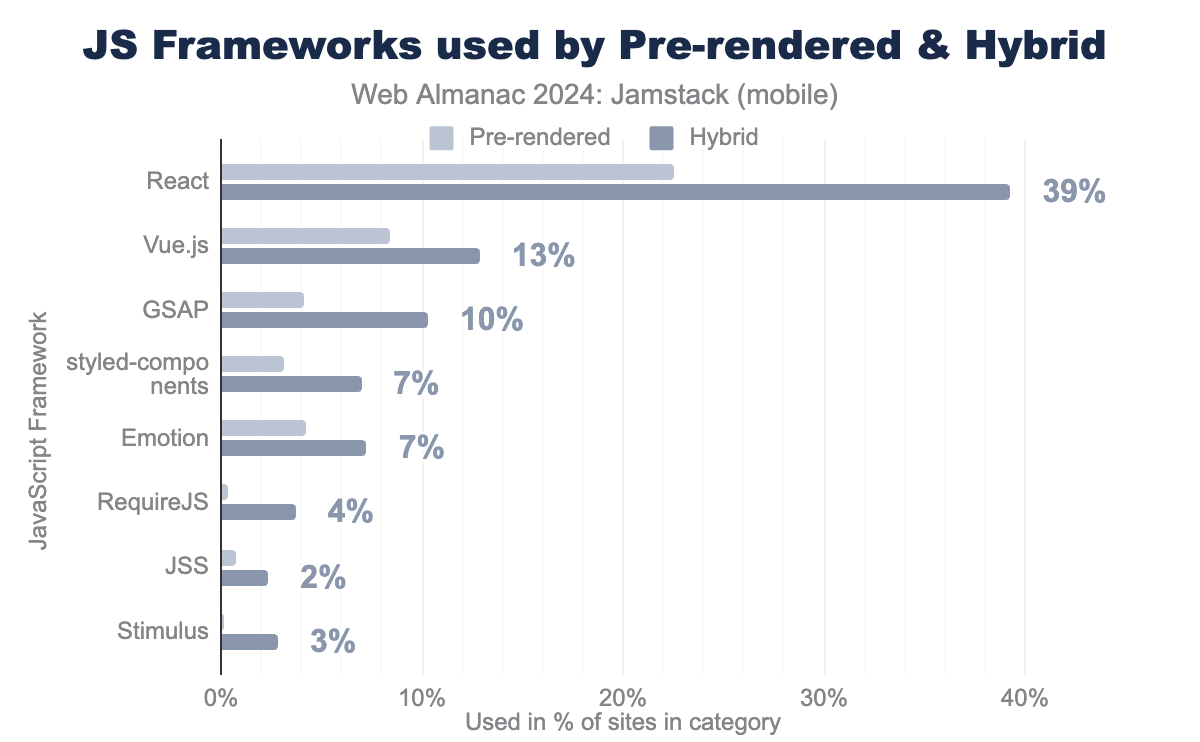 JS Frameworks used by Pre-rendered & Hybrid
Web Almanac 2024: Jamstack (mobile)
Pre-rendered
Hybrid
JavaScript Framework
React
39%
Vue.js
13%
GSAP
10%
styled-compo
nents
7%
Emotion
7%
RequireJS
4%
JSS
2%
Stimulus
3%
0% 10% 20% 30% 40%
Used in % of sites in category